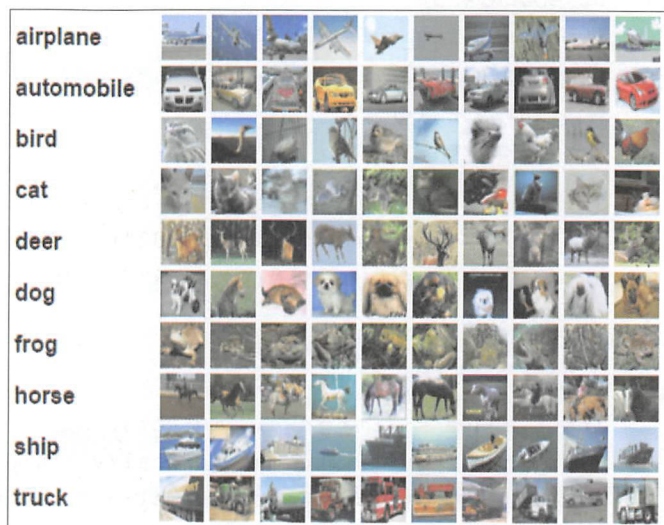 airplane
automobile
bird
cat
deer
dog
frog
horse
ship
truck